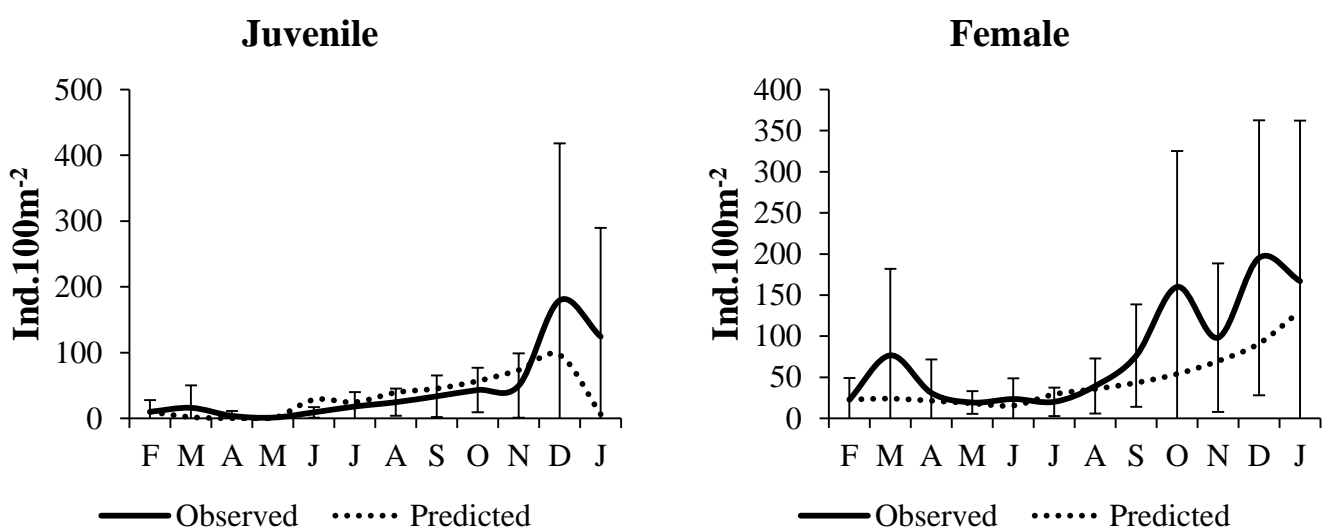 Juvenile
Ind.100m-2
500
400
300
200
100
0
F M A M J J A S O N D J
Observed Predicted
Female
Ind.100m-2
400
350
300
250
200
150
100
50
0
F M A M J J A S O N D J
Observed Predicted